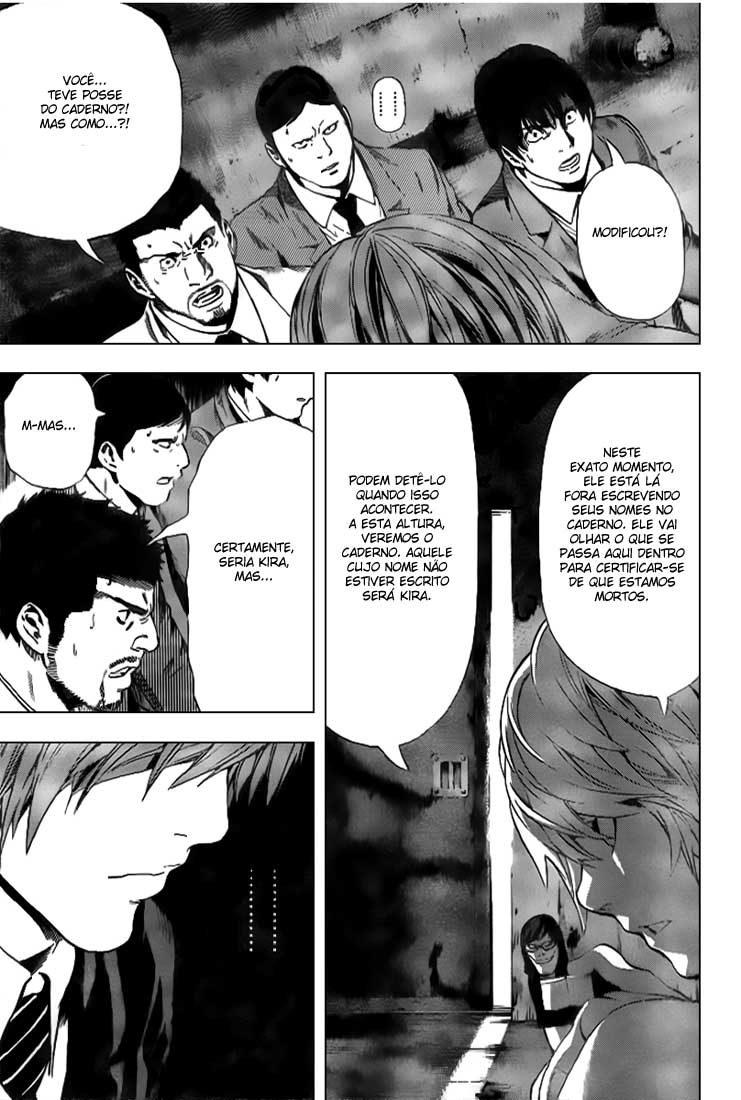 MODIFICOU?!
.....
.....
VOCÊ...
TEVE POSSE
DO CADERNO?!
MAS COMO...?!
NESTE
EXATO MOMENTO,
ELE ESTÁ LÁ
FORA ESCREVENDO
SEUS NOMES NO
CADERNO. ELE VAI
OLHAR O QUE SE
PASSA AQUI DENTRO
PARA CERTIFICAR-SE
DE QUE ESTAMOS
MORTOS.
PODEM DETÊ-LO
QUANDO ISSO
ACONTECER.
A ESTA ALTURA,
VEREMOS O
CADERNO. AQUELE
CUJO NOME NÃO
ESTIVER ESCRITO
SERÁ KIRA.
CERTAMENTE,
SERIA KIRA,
MAS...
M-MAS...
............
............